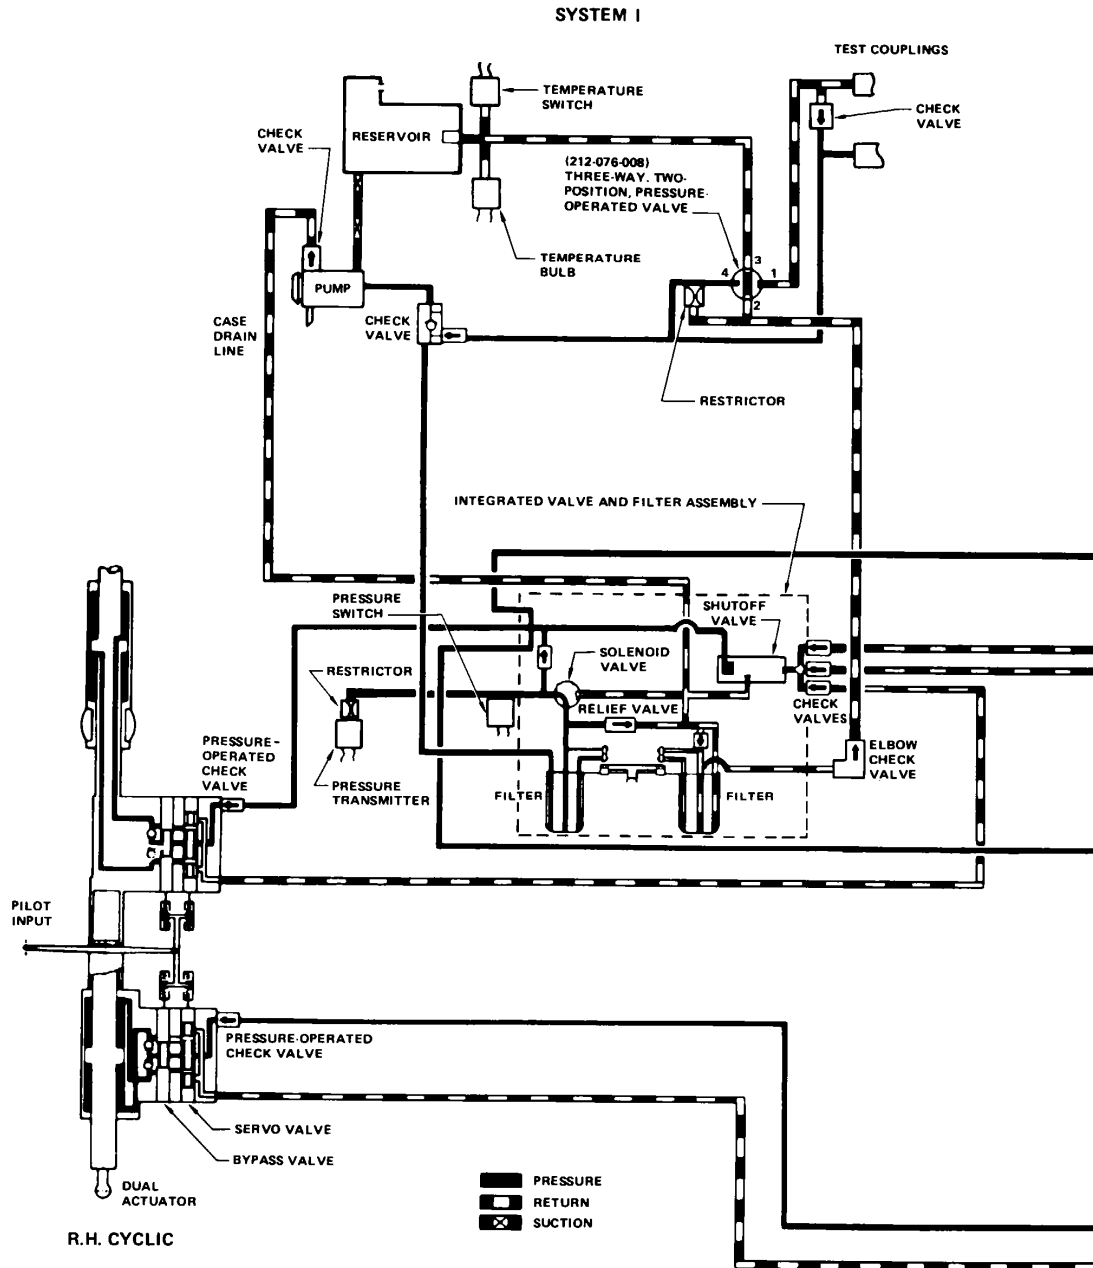 SYSTEM I
TEST COUPLINGS
TEMPERATURE
SWITCH
CHECK
VALVE
CHECK
VALVE
RESERVOIR
(212-076-008)
THREE-WAY, TWO-
POSITION, PRESSURE-
OPERATED VALVE
TEMPERATURE
BULB
3
4
1
2
PUMP
CASE
DRAIN
LINE
CHECK
VALVE
RESTRICTOR
INTEGRATED VALVE AND FILTER ASSEMBLY
PRESSURE
SWITCH
SHUTOFF
VALVE
SOLENOID
VALVE
RESTRICTOR
RELIEF VALVE
CHECK
VALVES
PRESSURE-
OPERATED
CHECK
VALVE
PRESSURE
TRANSMITTER
FILTER
FILTER
ELBOW
CHECK
VALVE
PILOT
INPUT
PRESSURE-OPERATED
CHECK VALVE
SERVO VALVE
BYPASS VALVE
DUAL
ACTUATOR
PRESSURE
RETURN
SUCTION
R.H. CYCLIC